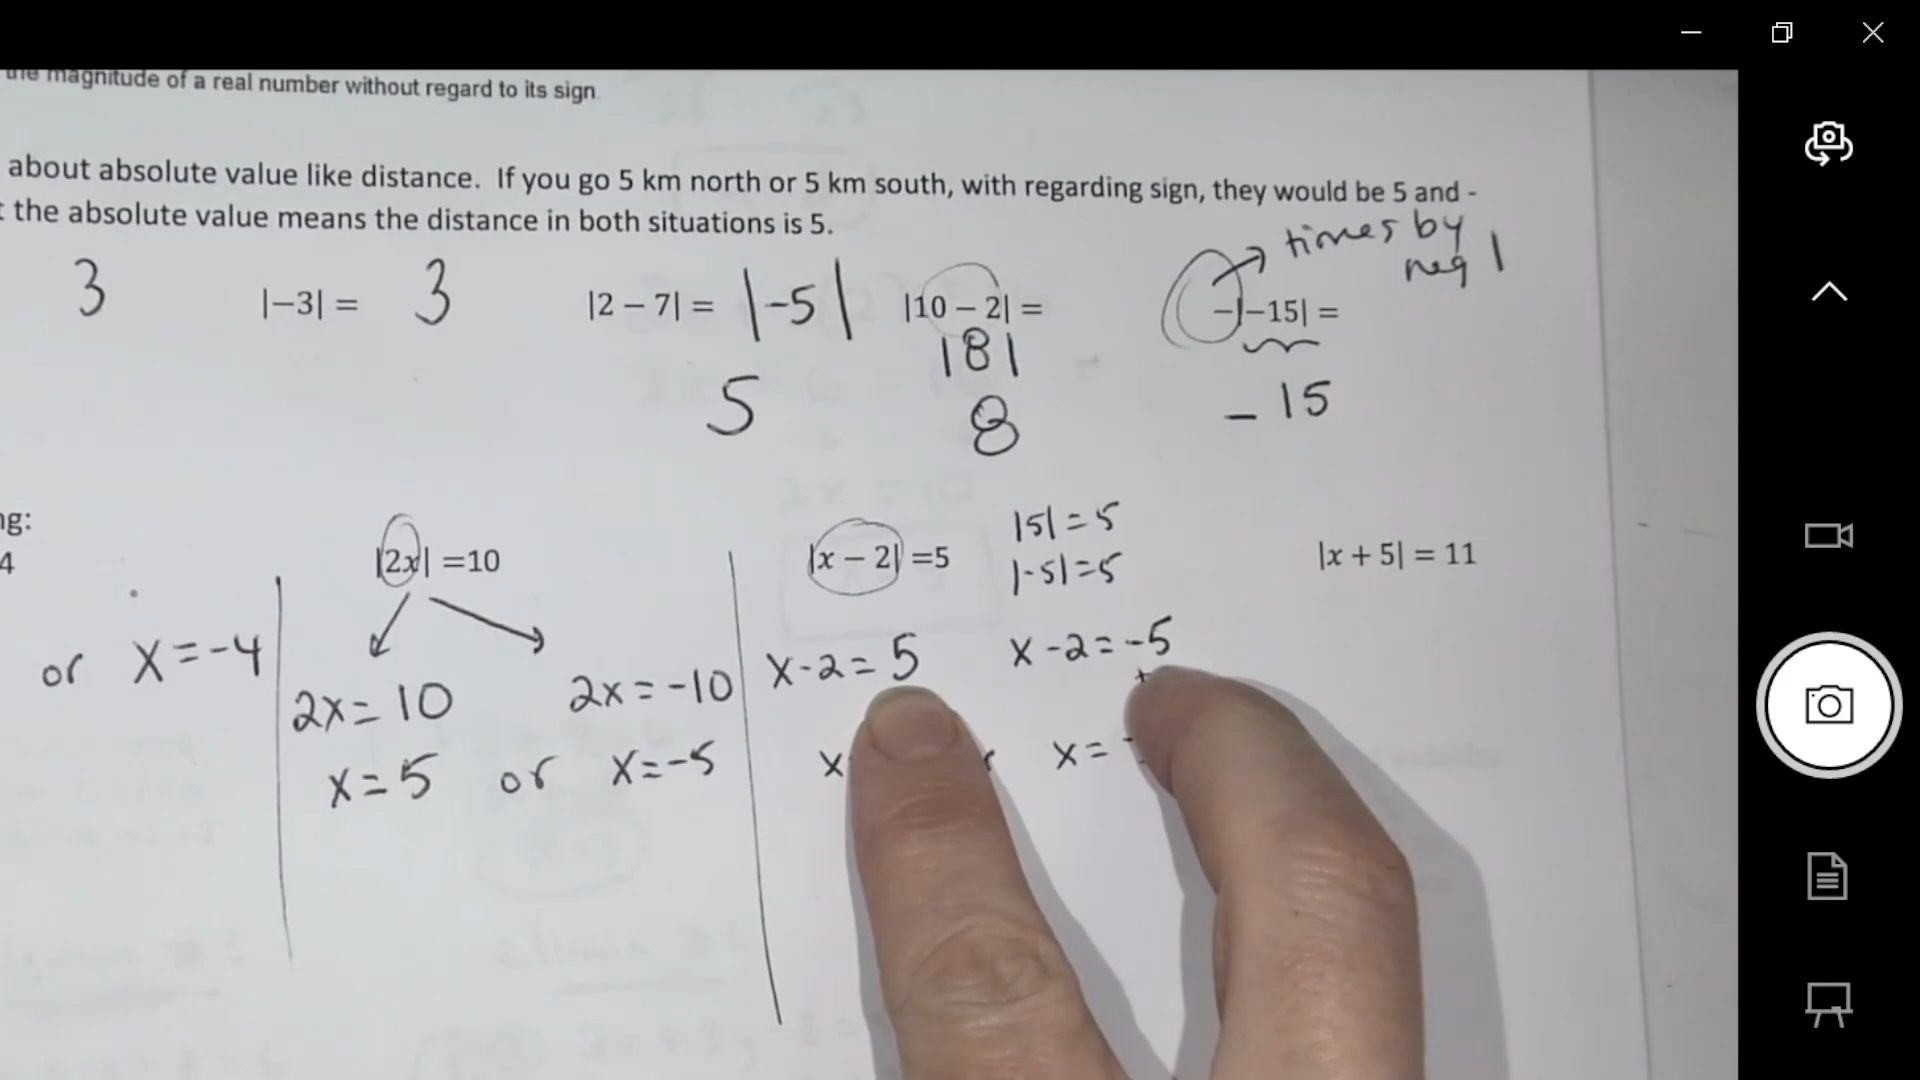 the magnitude of a real number without regard to its sign.
about absolute value like distance. If you go 5 km north or 5 km south, with regarding sign, they would be 5 and -
the absolute value means the distance in both situations is 5.
times by
neg 1
3 |−3| = 3 |2 − 7| = |-5| |10 − 2| = −|−15| =
|8|
5 8 - 15
ng:
4
|2x| =10 |x − 2| =5 |x + 5| = 11
|5| = 5
|-5| = 5
or x = -4
2x = 10 2x = -10
x = 5 or x = -5
x - 2 = 5 x - 2 = -5
x x =